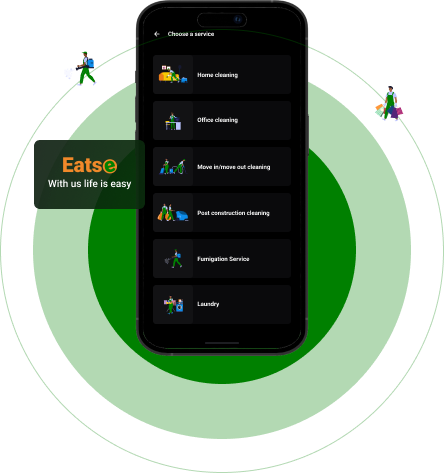 Choose a service
Home cleaning
Office cleaning
Eatse
With us life is easy
Move in/move out cleaning
Post construction cleaning
Fumigation Service
Laundry